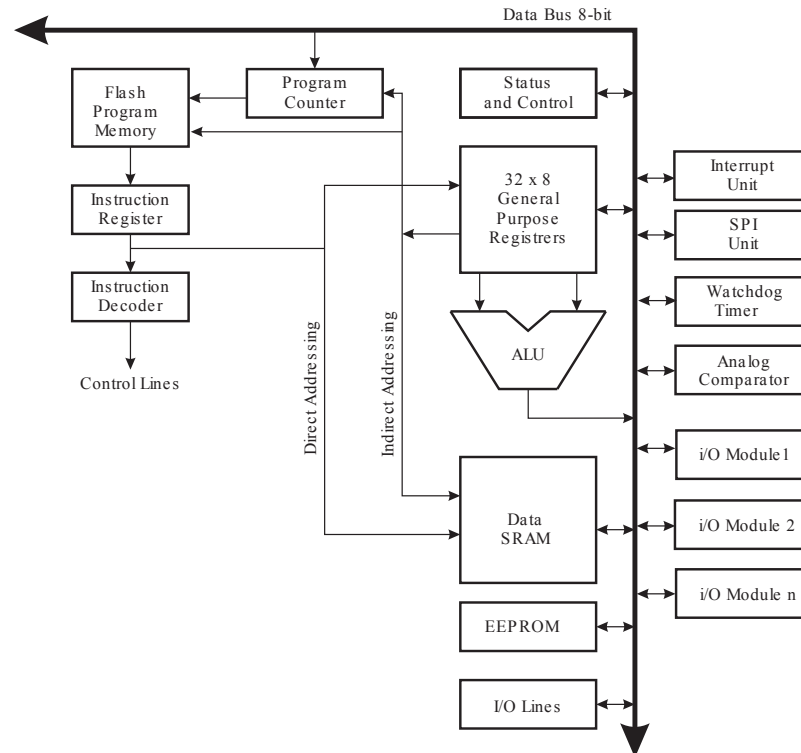 Data Bus 8-bit
Flash
Program
Memory
Program
Counter
Status
and Control
Instruction
Register
32 x 8
General
Purpose
Registrers
Interrupt
Unit
SPI
Unit
Instruction
Decoder
Watchdog
Timer
Control Lines
Direct Addressing
Indirect Addressing
ALU
Analog
Comparator
i/O Module1
Data
SRAM
i/O Module 2
i/O Module n
EEPROM
I/O Lines